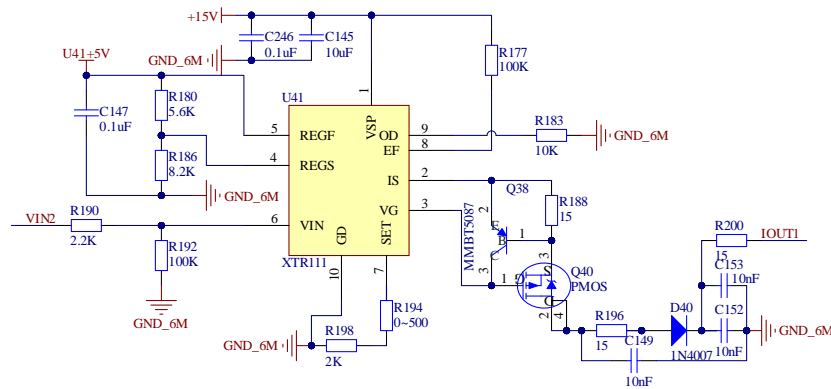 +15V
C246
0.1uF
C145
10uF
R177
100K
GND_6M
U41+5V
U41
C147
0.1uF
R180
5.6K
R186
8.2K
GND_6M
1
VSP
5
REGF
4
REGS
6
VIN
OD
9
EF
8
IS
2
VG
3
GD
10
SET
7
XTR111
R183
10K
GND_6M
VIN2
R190
2.2K
R192
100K
GND_6M
Q38
MMBT5087
2
E
B
1
C
3
R188
15
3
S
D
1
G
2
4
Q40
PMOS
R194
0~500
R198
2K
GND_6M
R196
15
C149
10nF
D40
1N4007
R200
15
IOUT1
C153
10nF
C152
10nF
GND_6M